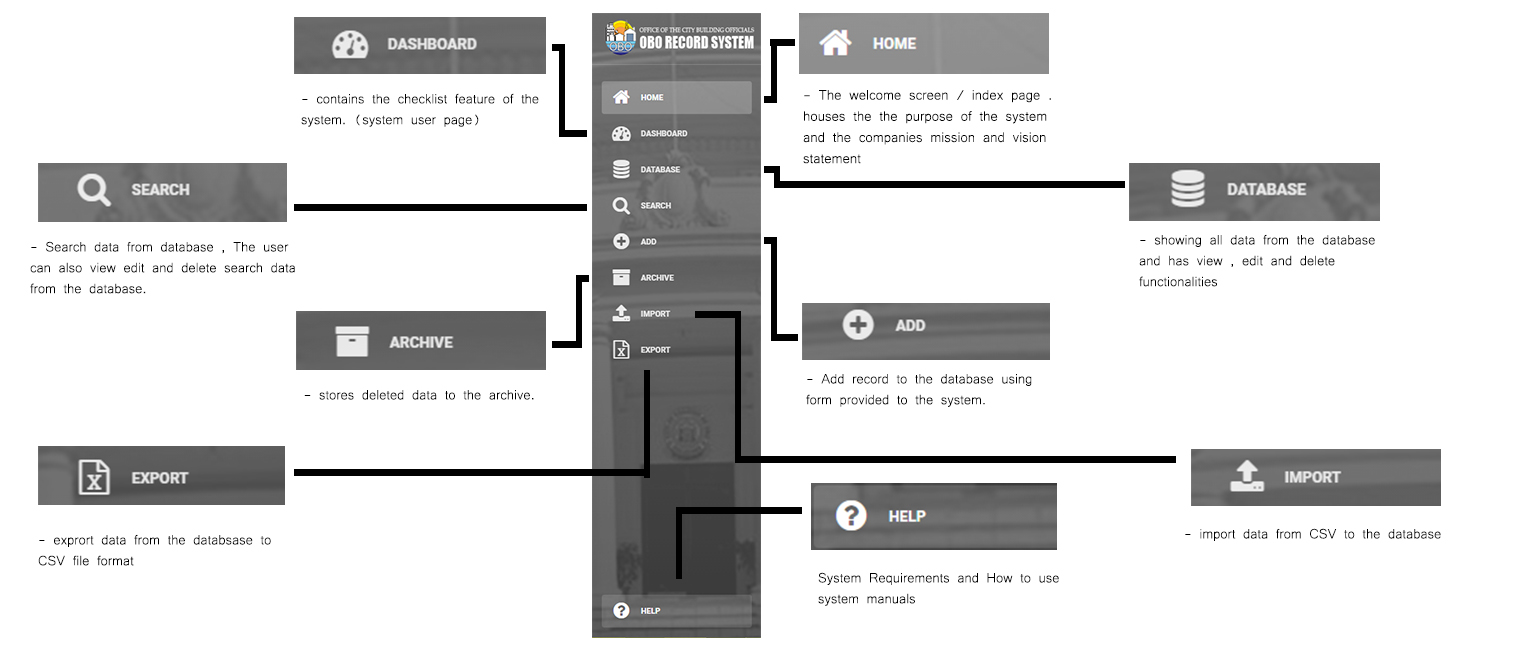 DASHBOARD
- contains the checklist feature of the
system. (system user page)
SEARCH
- Search data from database , The user
can also view edit and delete search data
from the database.
ARCHIVE
- stores deleted data to the archive.
EXPORT
- exprort data from the databsase to
CSV file format
OBO
OFFICE OF THE CITY BUILDING OFFICIALS
OBO RECORD SYSTEM
HOME
DASHBOARD
DATABASE
SEARCH
ADD
ARCHIVE
IMPORT
EXPORT
HELP
HOME
- The welcome screen / index page .
houses the the purpose of the system
and the companies mission and vision
statement
DATABASE
- showing all data from the database
and has view , edit and delete
functionalities
ADD
- Add record to the database using
form provided to the system.
IMPORT
- import data from CSV to the database
HELP
System Requirements and How to use
system manuals